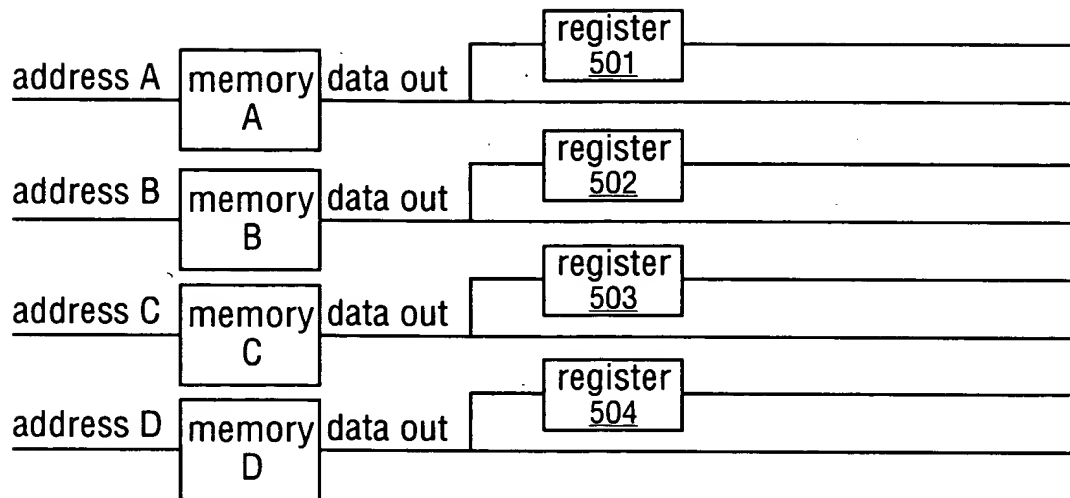 register
501
address A
memory
A
data out
register
502
address B
memory
B
data out
register
503
address C
memory
C
data out
register
504
address D
memory
D
data out